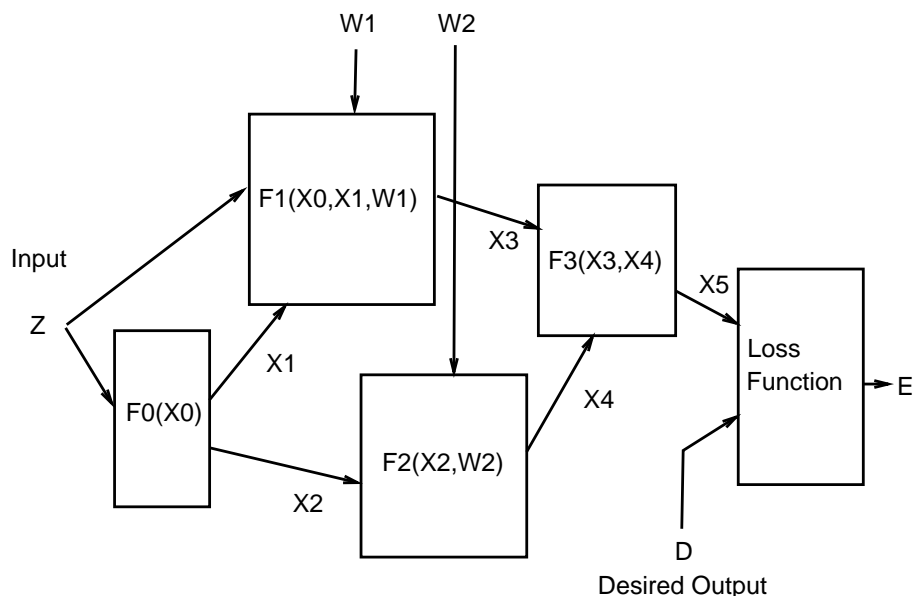 W1
W2
F1(X0,X1,W1)
X3
F3(X3,X4)
Input
X5
Z
Loss
Function
X1
E
F0(X0)
X4
F2(X2,W2)
X2
D
Desired Output